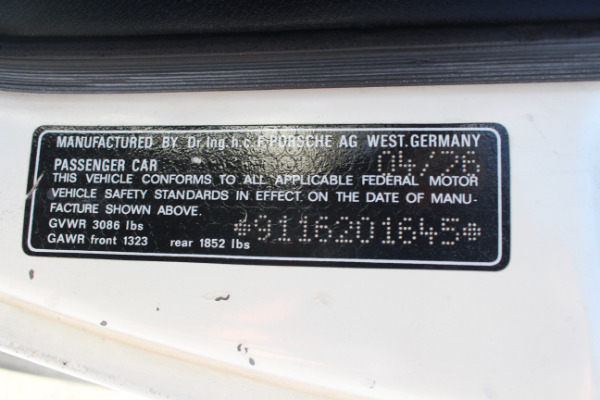 MANUFACTURED BY Dr.Ing.h.c.F.PORSCHE AG WEST.GERMANY
PASSENGER CAR 04/76
THIS VEHICLE CONFORMS TO ALL APPLICABLE FEDERAL MOTOR
VEHICLE SAFETY STANDARDS IN EFFECT ON THE DATE OF MANU-
FACTURE SHOWN ABOVE.
GVWR 3086 lbs
GAWR front 1323 rear 1852 lbs *9116201645*